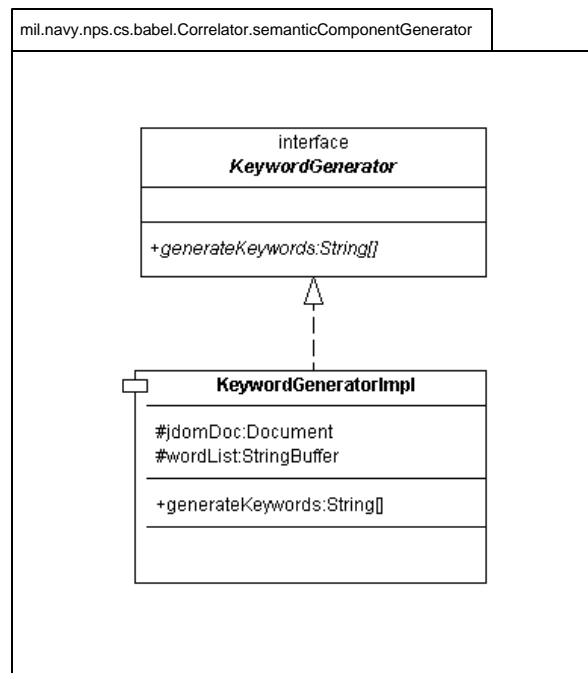 mil.navy.nps.cs.babel.Correlator.semanticComponentGenerator
interface
KeywordGenerator
+generateKeywords:String[]
KeywordGeneratorImpl
#jdomDoc:Document
#wordList:StringBuffer
+generateKeywords:String[]